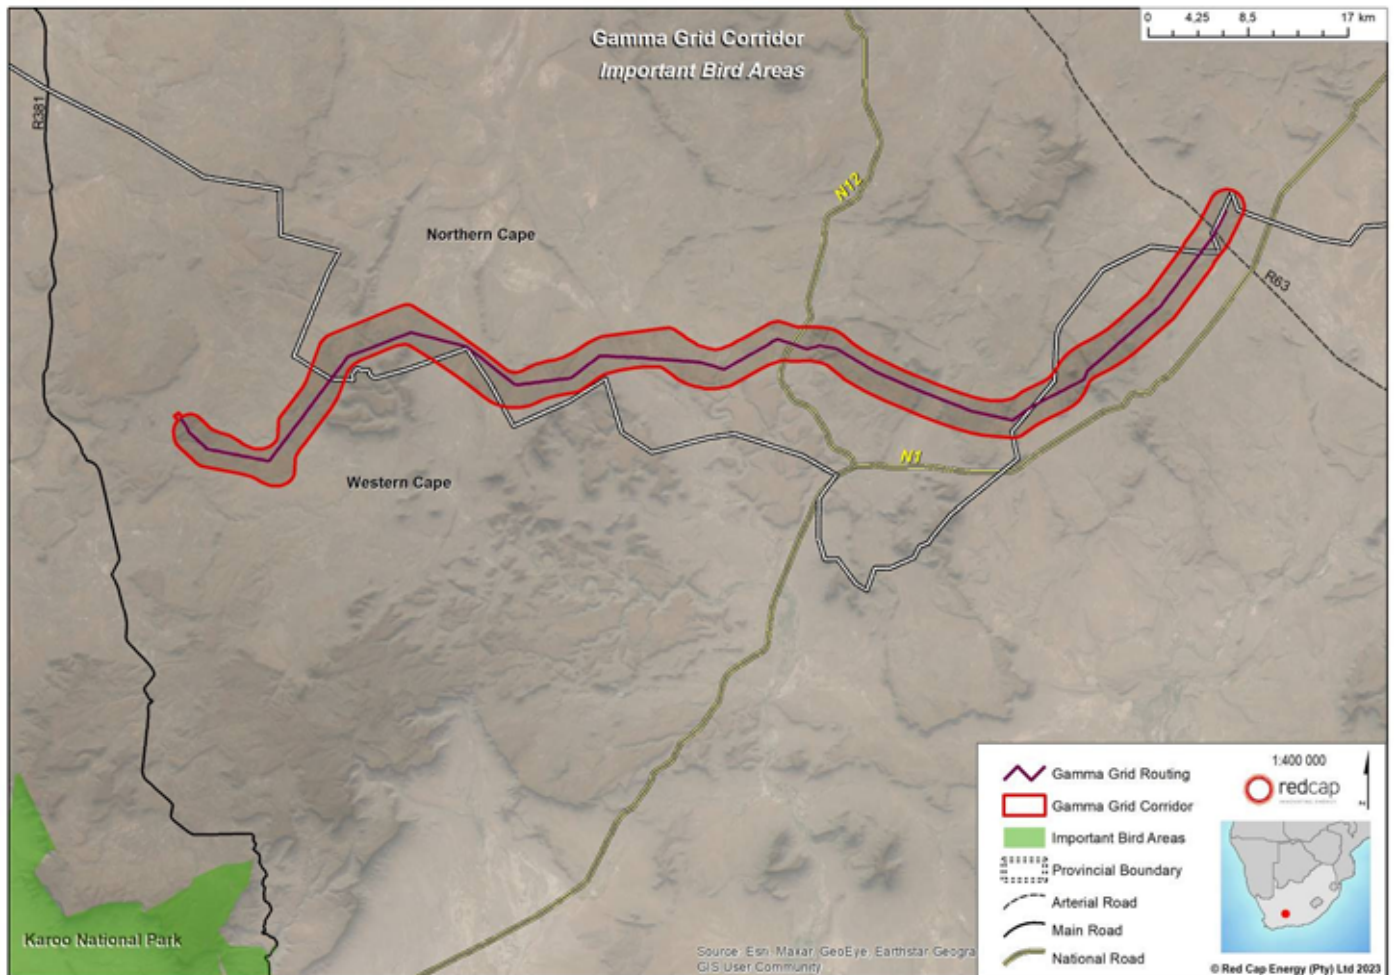 Gamma Grid Corridor
Important Bird Areas
0 4,25 8,5 17 km
R381
N12
Northern Cape
R63
Western Cape
N1
Karoo National Park
Source: Esri, Maxar, GeoEye, Earthstar Geogra
GIS User Community
Gamma Grid Routing
Gamma Grid Corridor
Important Bird Areas
Provincial Boundary
Arterial Road
Main Road
National Road
1:400 000
redcap
N
© Red Cap Energy (Pty) Ltd 2023